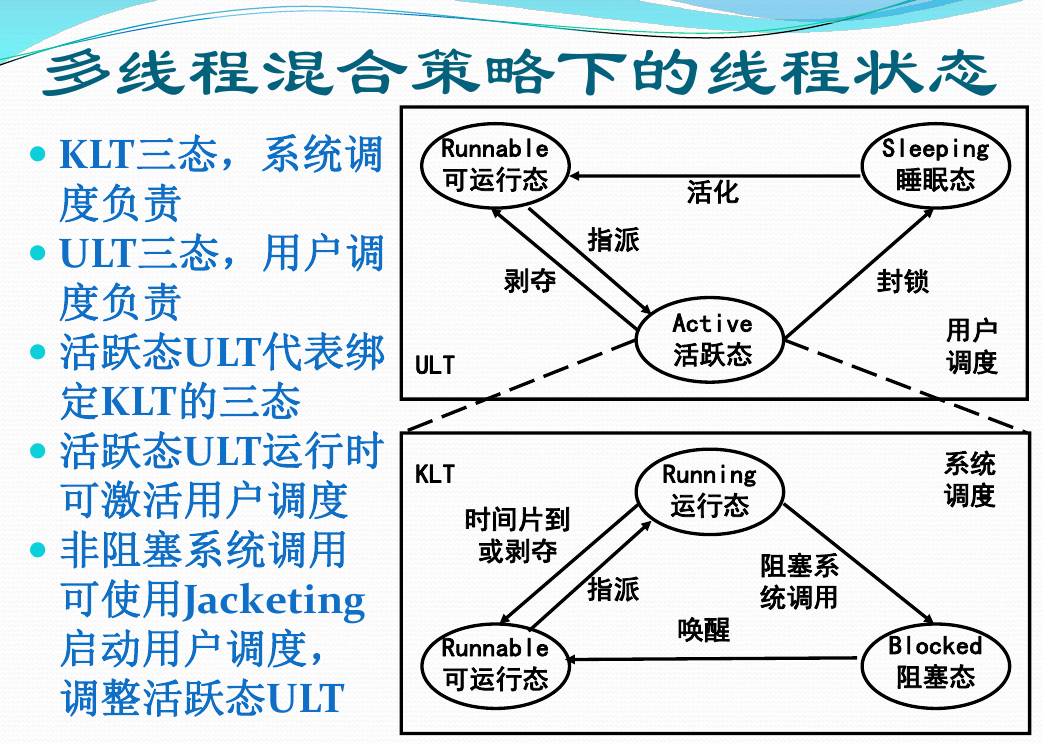 多线程混合策略下的线程状态
KLT三态，系统调
度负责
ULT三态，用户调
度负责
活跃态ULT代表绑
定KLT的三态
活跃态ULT运行时
可激活用户调度
非阻塞系统调用
可使用Jacketing
启动用户调度，
调整活跃态ULT
Runnable
可运行态
Sleeping
睡眠态
活化
指派
剥夺
封锁
Active
活跃态
ULT
用户
调度
KLT
Running
运行态
系统
调度
时间片到
或剥夺
指派
阻塞系
统调用
唤醒
Runnable
可运行态
Blocked
阻塞态